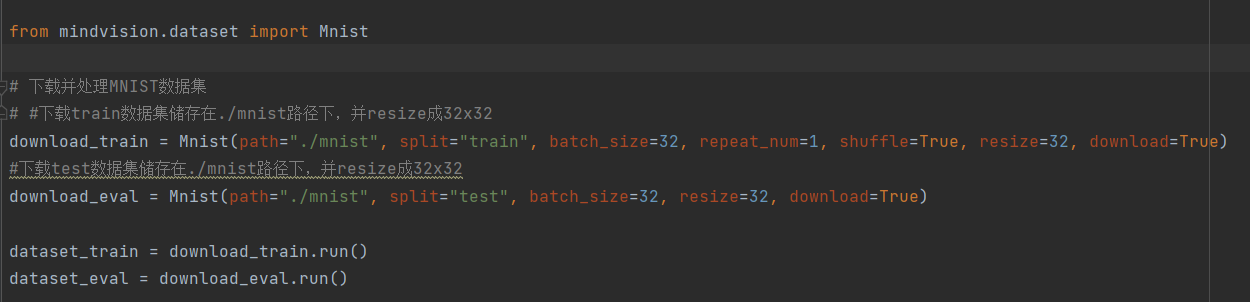 from mindvision.dataset import Mnist
# 下载并处理MNIST数据集
# #下载train数据集储存在./mnist路径下，并resize成32x32
download_train = Mnist(path="./mnist", split="train", batch_size=32, repeat_num=1, shuffle=True, resize=32, download=True)
#下载test数据集储存在./mnist路径下，并resize成32x32
download_eval = Mnist(path="./mnist", split="test", batch_size=32, resize=32, download=True)
dataset_train = download_train.run()
dataset_eval = download_eval.run()